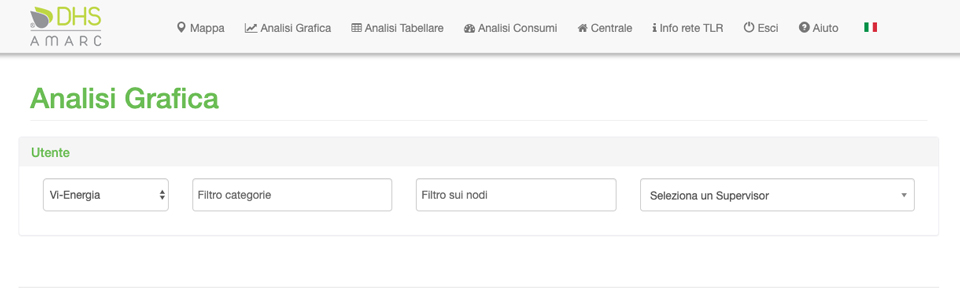 DHS
AMARC
Mappa Analisi Grafica Analisi Tabellare Analisi Consumi Centrale Info rete TLR Esci Aiuto
Analisi Grafica
Utente
Vi-Energia Filtro categorie Filtro sui nodi Seleziona un Supervisor